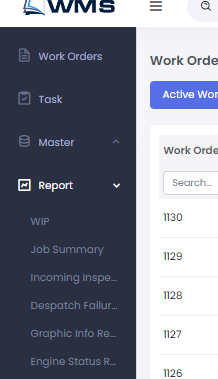 WMS
Work Orders
Task
Master
Report
WIP
Job Summary
Incoming Inspe...
Despatch Failur...
Graphic Info Re...
Engine Status R...
Work Orde
Active Wor
Work Orde
Search...
1130
1129
1128
1127
1126